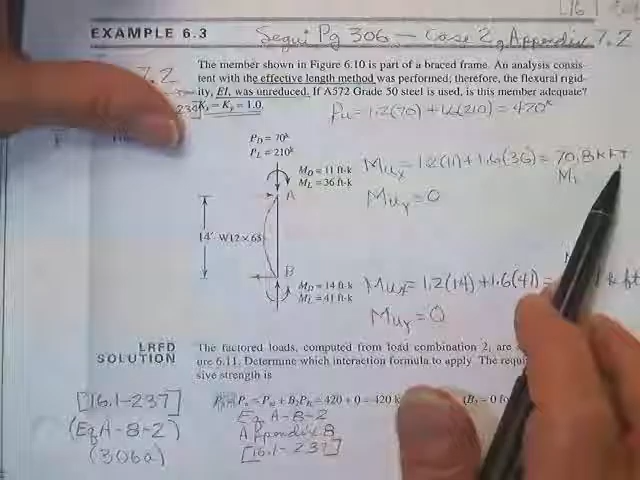 [16.1
EXAMPLE 6.3
Segui Pg 306 - Case 2, Appendix 7.2
The member shown in Figure 6.10 is part of a braced frame. An analysis consis-
tent with the effective length method was performed; therefore, the flexural rigid-
ity, EI, was unreduced. If A572 Grade 50 steel is used, is this member adequate?
Kx = Ky = 1.0.
7.2
Pu = 1.2(70) + 1.6(210) = 420k
PD = 70k
PL = 210k
MD = 11 ft-k
ML = 36 ft-k
Mux = 1.2(11) + 1.6(36) = 70.8 k ft
M1
Muy = 0
A
14′
W12 × 65
B
MD = 14 ft-k
ML = 41 ft-k
Mux = 1.2(14) + 1.6(41) = k ft
Muy = 0
LRFD
SOLUTION
The factored loads, computed from load combination 2, are
ure 6.11. Determine which interaction formula to apply. The requi
sive strength is
[16.1-237]
(Eq A-8-2)
(306a)
Pu = Pnt + B2Plt = 420 + 0 = 420 k
(B2 = 0 fo
Eq A-8-2
Appendix 8
[16.1-237]